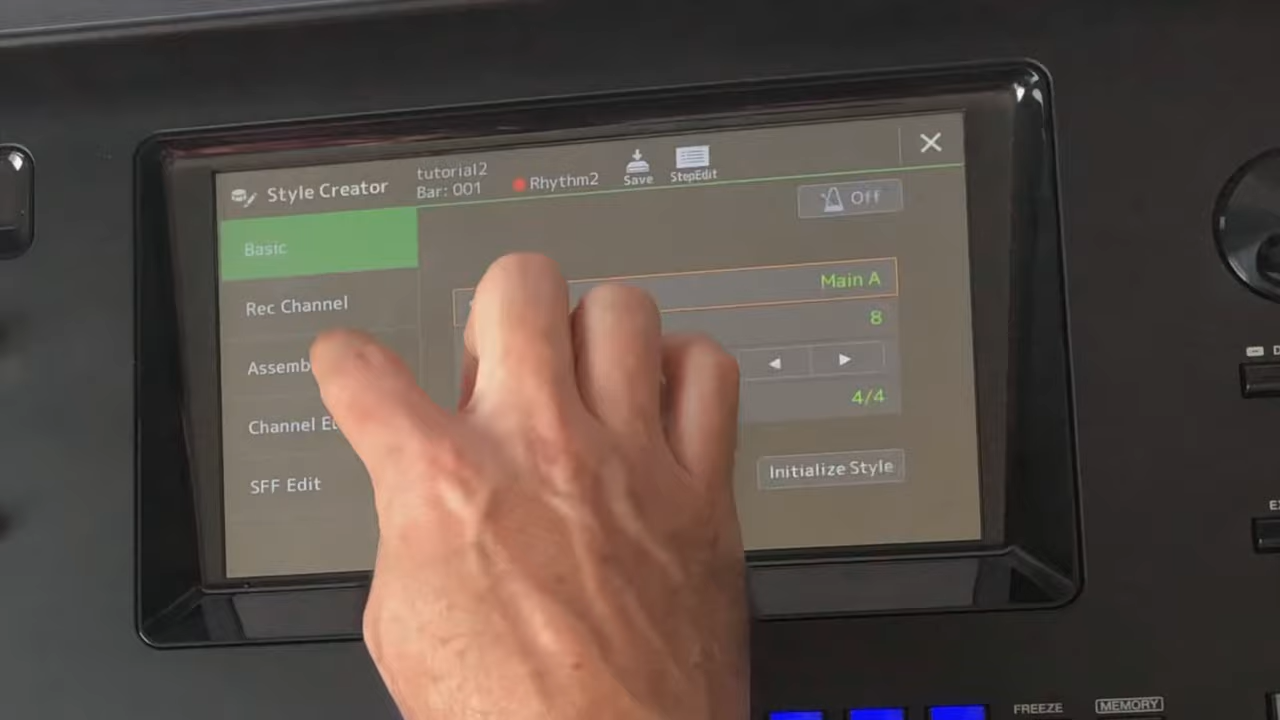 Style Creator
tutorial2
Bar: 001
Rhythm2
Save
StepEdit
Off
Basic
Rec Channel
Channel
SFF Edit
Main A
8
4/4
Initialize Style
FREEZE
MEMORY